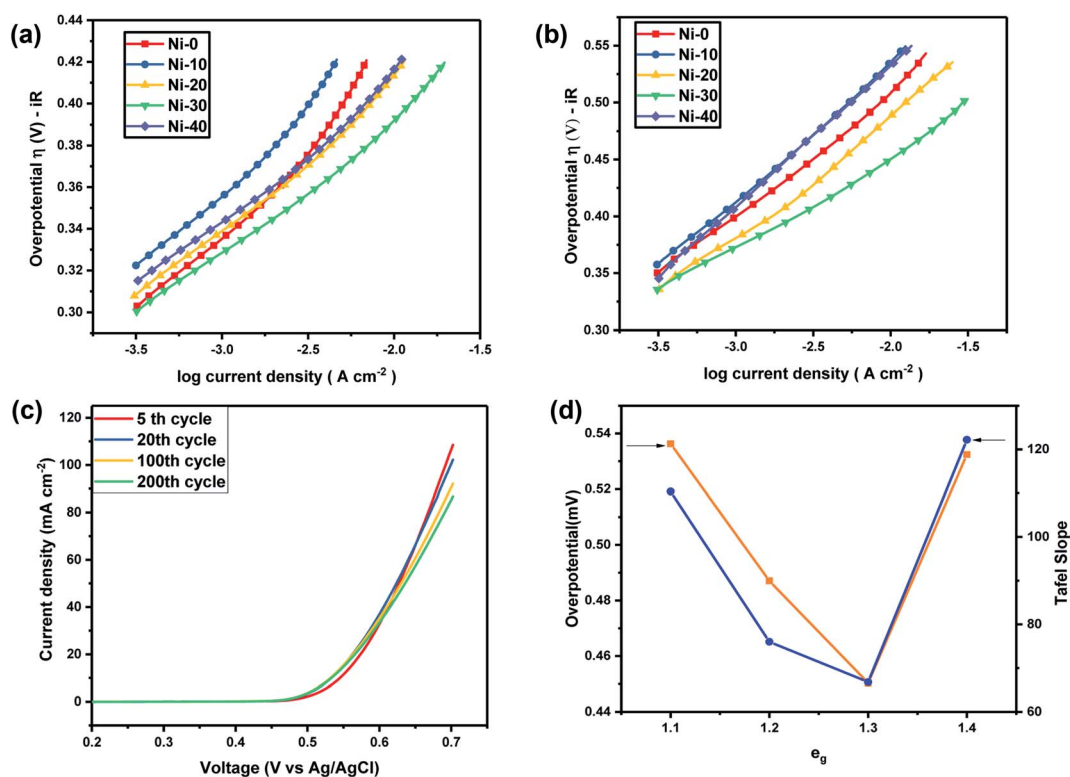 (a)
Ni-0
Ni-10
Ni-20
Ni-30
Ni-40
0.44
0.42
0.40
0.38
0.36
0.34
0.32
0.30
Overpotential η (V) - iR
-3.5 -3.0 -2.5 -2.0 -1.5
log current density ( A cm⁻² )
(b)
Ni-0
Ni-10
Ni-20
Ni-30
Ni-40
0.55
0.50
0.45
0.40
0.35
0.30
Overpotential η (V) - iR
-3.5 -3.0 -2.5 -2.0 -1.5
log current density ( A cm⁻² )
(c)
5 th cycle
20th cycle
100th cycle
200th cycle
120
100
80
60
40
20
0
Current density (mA cm⁻²)
0.2 0.3 0.4 0.5 0.6 0.7
Voltage (V vs Ag/AgCl)
(d)
0.54
0.52
0.50
0.48
0.46
0.44
Overpotential(mV)
120
100
80
60
Tafel Slope
1.1 1.2 1.3 1.4
e_g